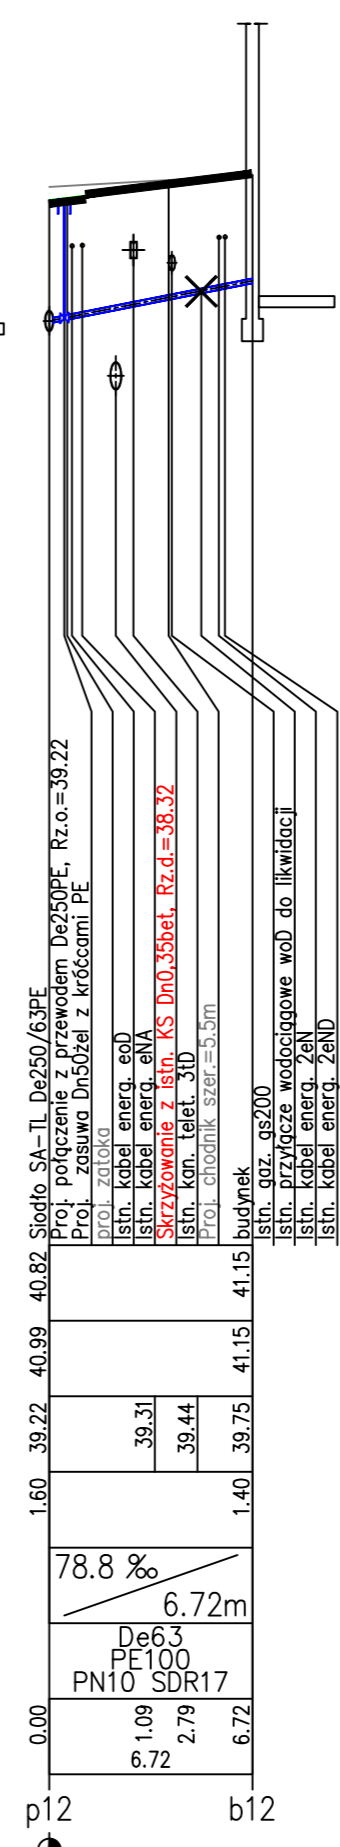 Siodło SA-TL De250/63PE
Proj. połączenie z przewodem De250PE, Rz.o.=39.22
Proj. zasuwa Dn50żel z króćcami PE
proj. zatoka
Istn. kabel energ. eoD
Istn. kabel energ. eNA
Skrzyżowanie z istn. KS Dn0,35bet, Rz.d.=38.32
Istn. kan. telet. 3tD
Proj. chodnik szer.=5.5m
budynek
Istn. gaz. gs200
Istn. przyłącze wodociągowe woD do likwidacji
Istn. kabel energ. 2eN
Istn. kabel energ. 2eND
40.82 41.15
40.99 41.15
39.22 39.31 39.44 39.75
1.60 1.40
78.8 ‰
6.72m
De63
PE100
PN10 SDR17
0.00 1.09 2.79 6.72
6.72
p12 b12